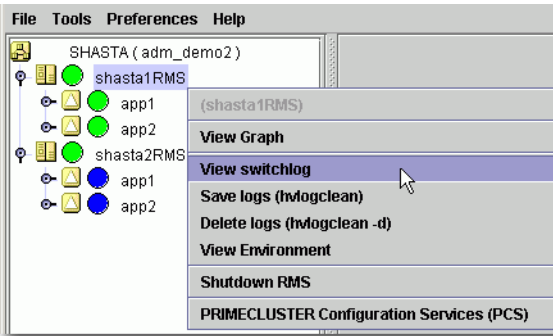 File Tools Preferences Help
SHASTA ( adm_demo2 )
shasta1RMS
app1
app2
shasta2RMS
app1
app2
(shasta1RMS)
View Graph
View switchlog
Save logs (hvlogclean)
Delete logs (hvlogclean -d)
View Environment
Shutdown RMS
PRIMECLUSTER Configuration Services (PCS)